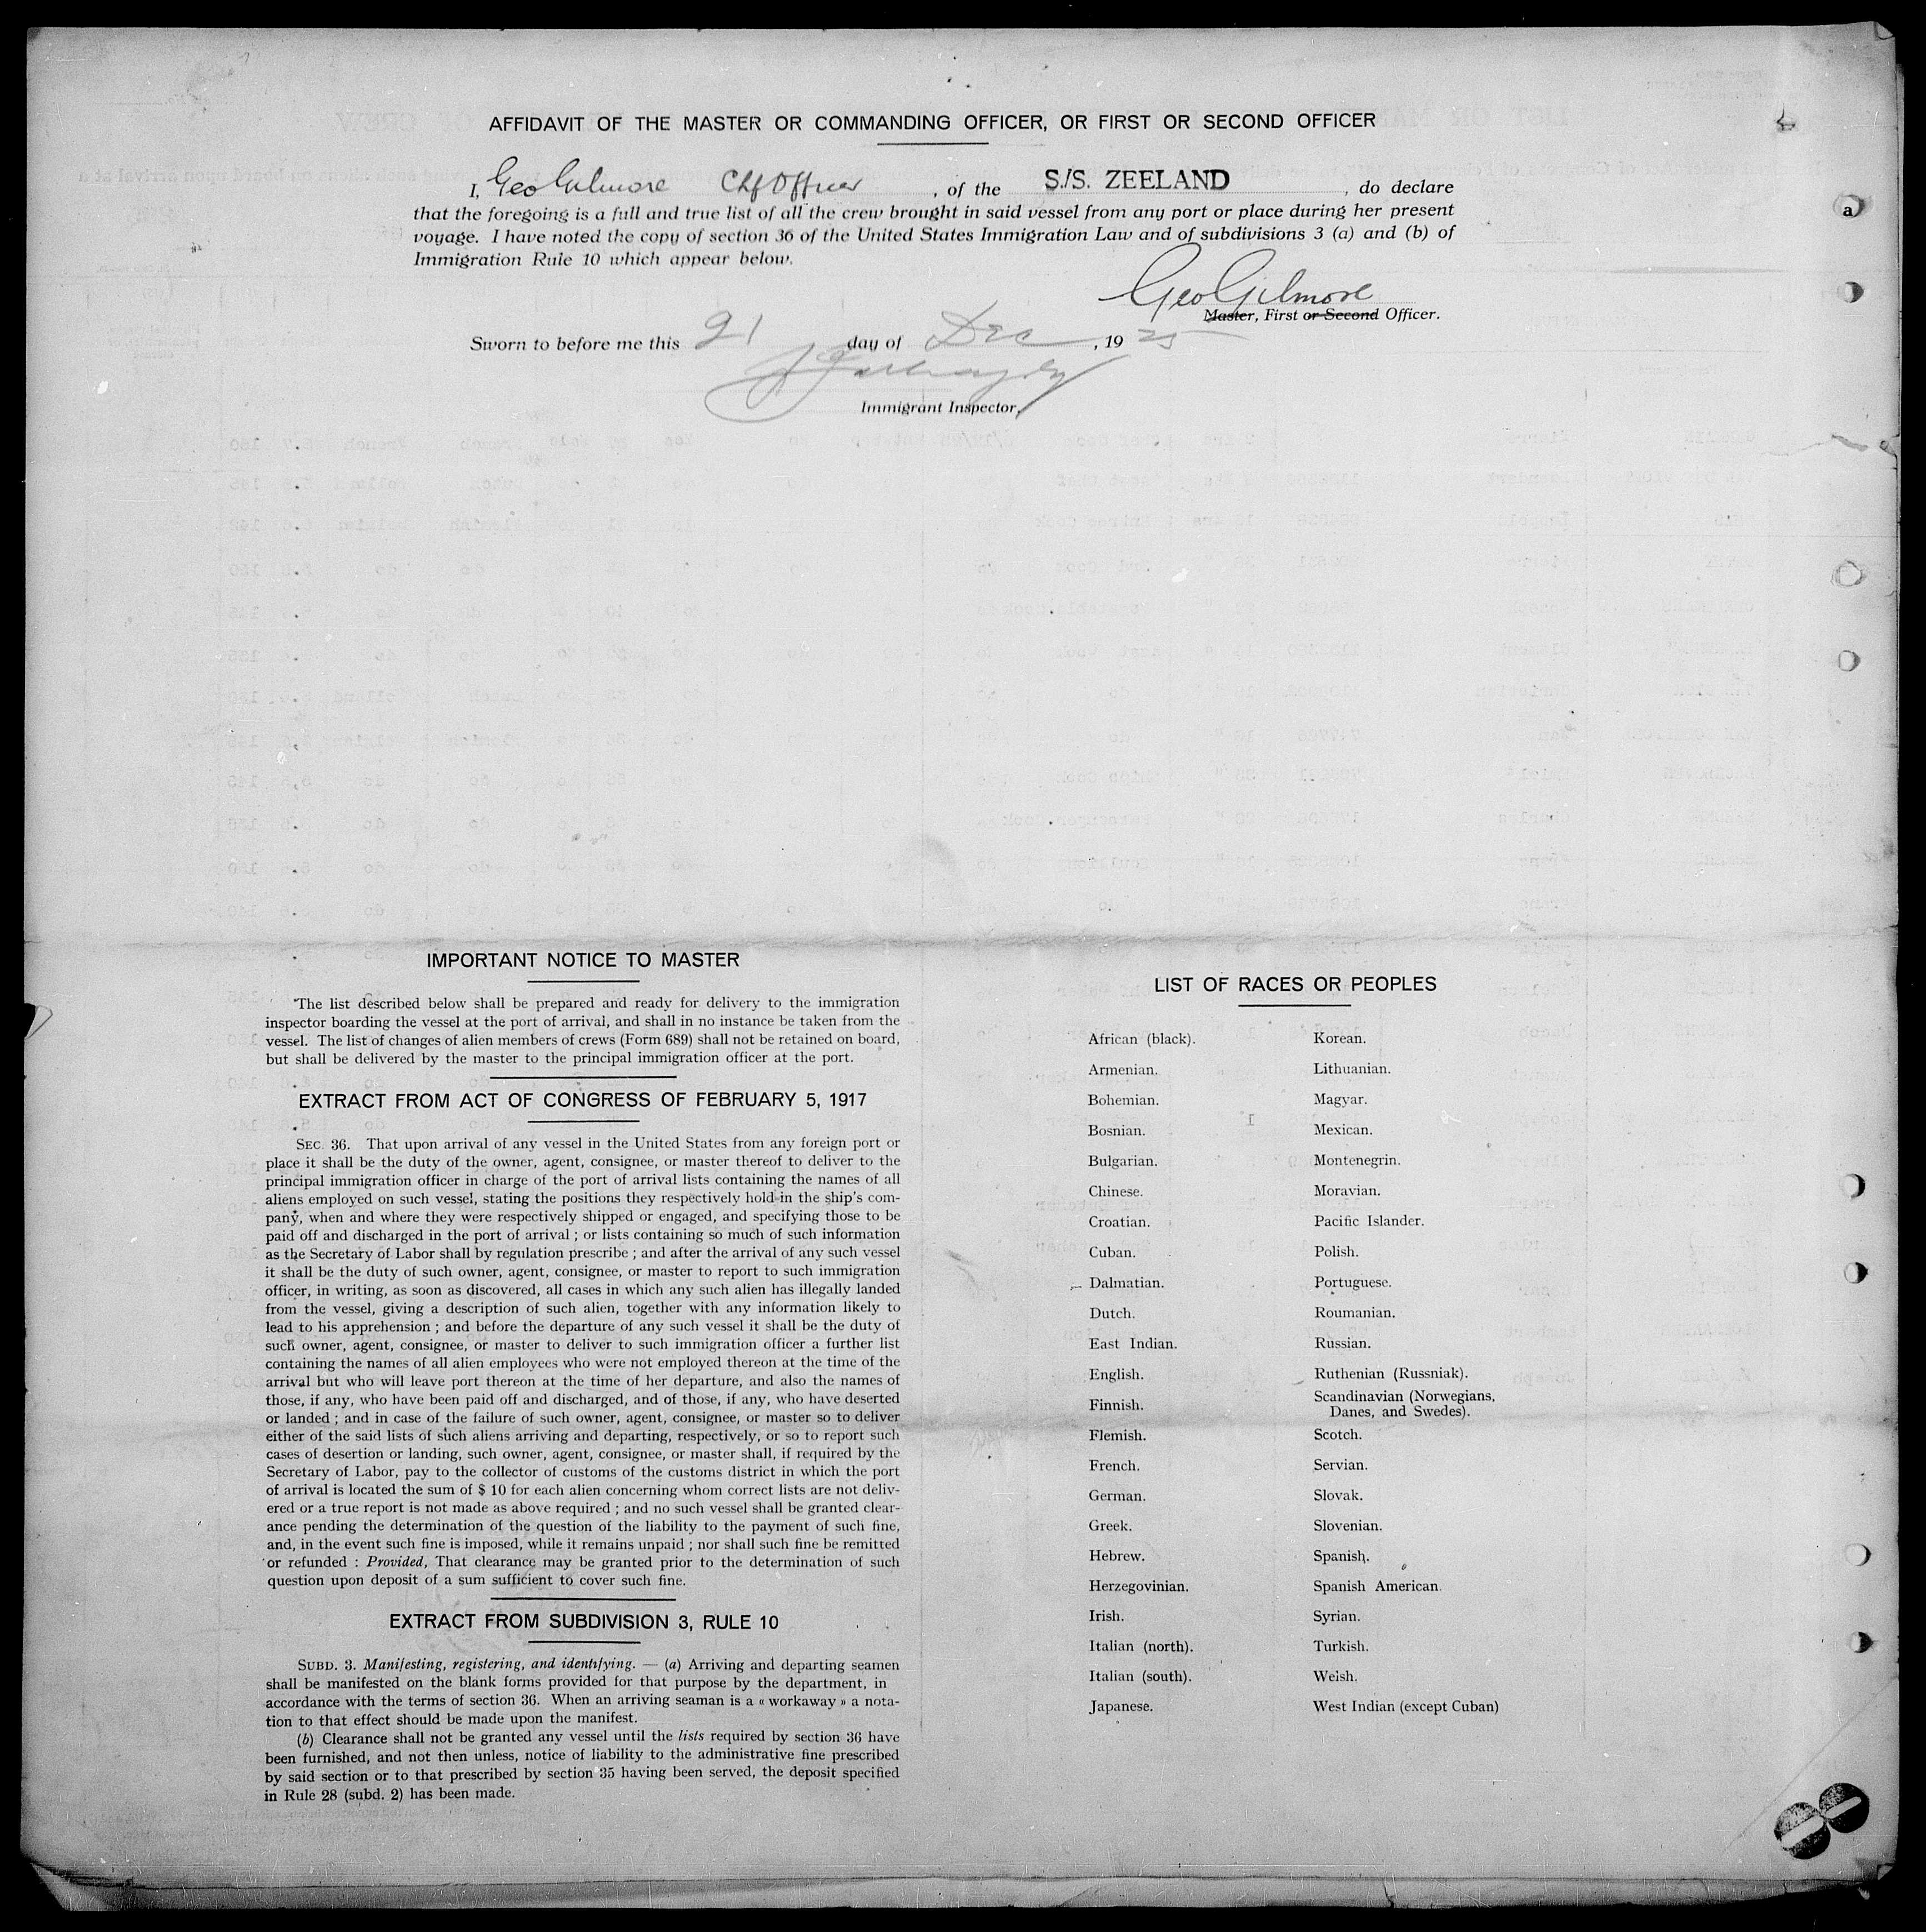 AFFIDAVIT OF THE MASTER OR COMMANDING OFFICER, OR FIRST OR SECOND OFFICER
I, Geo Gilmore Chf Officer, of the S./S. ZEELAND, do declare
that the foregoing is a full and true list of all the crew brought in said vessel from any port or place during her present
voyage. I have noted the copy of section 36 of the United States Immigration Law and of subdivisions 3 (a) and (b) of
Immigration Rule 10 which appear below.
Geo Gilmore
Master, First or Second Officer.
Sworn to before me this 21 day of Dec, 1925
Immigrant Inspector.
IMPORTANT NOTICE TO MASTER
The list described below shall be prepared and ready for delivery to the immigration
inspector boarding the vessel at the port of arrival, and shall in no instance be taken from the
vessel. The list of changes of alien members of crews (Form 689) shall not be retained on board,
but shall be delivered by the master to the principal immigration officer at the port.
EXTRACT FROM ACT OF CONGRESS OF FEBRUARY 5, 1917
SEC. 36. That upon arrival of any vessel in the United States from any foreign port or
place it shall be the duty of the owner, agent, consignee, or master thereof to deliver to the
principal immigration officer in charge of the port of arrival lists containing the names of all
aliens employed on such vessel, stating the positions they respectively hold in the ship's com-
pany, when and where they were respectively shipped or engaged, and specifying those to be
paid off and discharged in the port of arrival ; or lists containing so much of such information
as the Secretary of Labor shall by regulation prescribe ; and after the arrival of any such vessel
it shall be the duty of such owner, agent, consignee, or master to report to such immigration
officer, in writing, as soon as discovered, all cases in which any such alien has illegally landed
from the vessel, giving a description of such alien, together with any information likely to
lead to his apprehension ; and before the departure of any such vessel it shall be the duty of
such owner, agent, consignee, or master to deliver to such immigration officer a further list
containing the names of all alien employees who were not employed thereon at the time of the
arrival but who will leave port thereon at the time of her departure, and also the names of
those, if any, who have been paid off and discharged, and of those, if any, who have deserted
or landed ; and in case of the failure of such owner, agent, consignee, or master so to deliver
either of the said lists of such aliens arriving and departing, respectively, or so to report such
cases of desertion or landing, such owner, agent, consignee, or master shall, if required by the
Secretary of Labor, pay to the collector of customs of the customs district in which the port
of arrival is located the sum of $ 10 for each alien concerning whom correct lists are not deliv-
ered or a true report is not made as above required ; and no such vessel shall be granted clear-
ance pending the determination of the question of the liability to the payment of such fine,
and, in the event such fine is imposed, while it remains unpaid ; nor shall such fine be remitted
or refunded : Provided, That clearance may be granted prior to the determination of such
question upon deposit of a sum sufficient to cover such fine.
EXTRACT FROM SUBDIVISION 3, RULE 10
SUBD. 3. Manifesting, registering, and identifying. — (a) Arriving and departing seamen
shall be manifested on the blank forms provided for that purpose by the department, in
accordance with the terms of section 36. When an arriving seaman is a « workaway » a nota-
tion to that effect should be made upon the manifest.
(b) Clearance shall not be granted any vessel until the lists required by section 36 have
been furnished, and not then unless, notice of liability to the administrative fine prescribed
by said section or to that prescribed by section 35 having been served, the deposit specified
in Rule 28 (subd. 2) has been made.
LIST OF RACES OR PEOPLES
African (black).
Armenian.
Bohemian.
Bosnian.
Bulgarian.
Chinese.
Croatian.
Cuban.
Dalmatian.
Dutch.
East Indian.
English.
Finnish.
Flemish.
French.
German.
Greek.
Hebrew.
Herzegovinian.
Irish.
Italian (north).
Italian (south).
Japanese.
Korean.
Lithuanian.
Magyar.
Mexican.
Montenegrin.
Moravian.
Pacific Islander.
Polish.
Portuguese.
Roumanian.
Russian.
Ruthenian (Russniak).
Scandinavian (Norwegians,
Danes, and Swedes).
Scotch.
Servian.
Slovak.
Slovenian.
Spanish.
Spanish American.
Syrian.
Turkish.
Welsh.
West Indian (except Cuban)